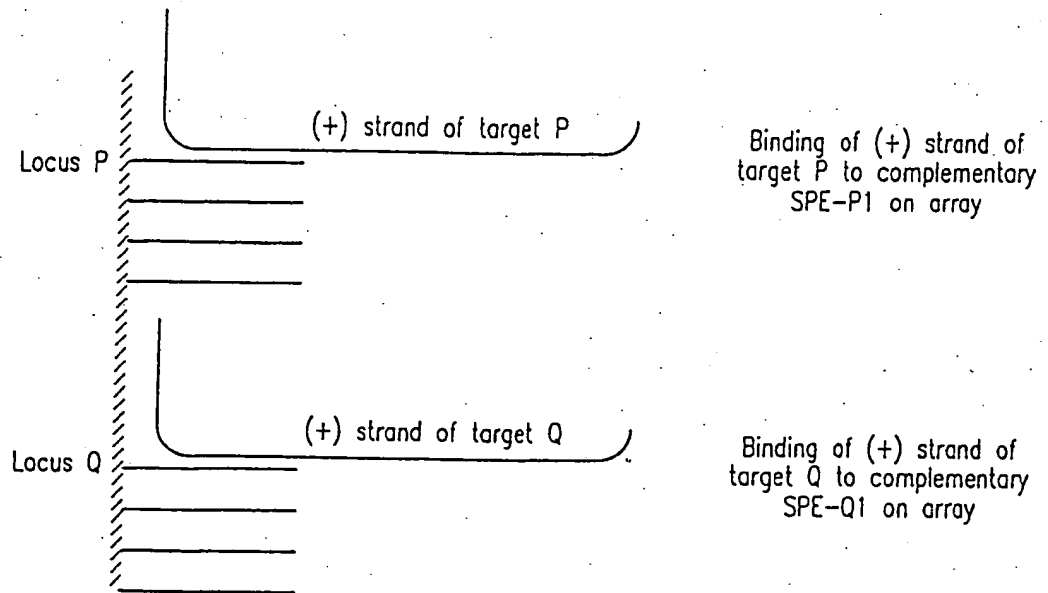 (+) strand of target P
Locus P
Binding of (+) strand of
target P to complementary
SPE-P1 on array
(+) strand of target Q
Locus Q
Binding of (+) strand of
target Q to complementary
SPE-Q1 on array